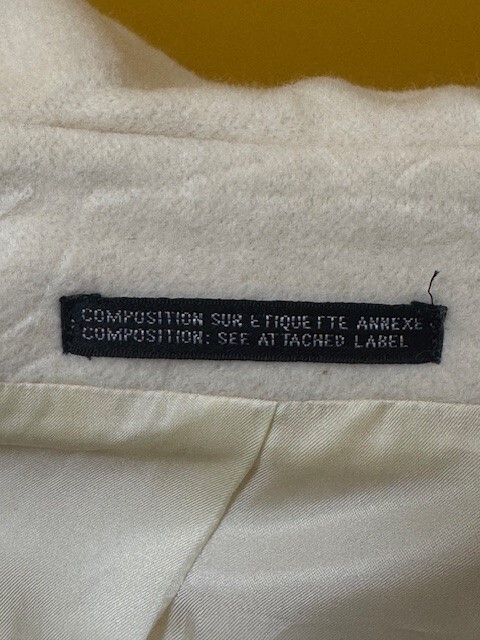 COMPOSITION SUR ETIQUETTE ANNEXE
COMPOSITION: SEE ATTACHED LABEL